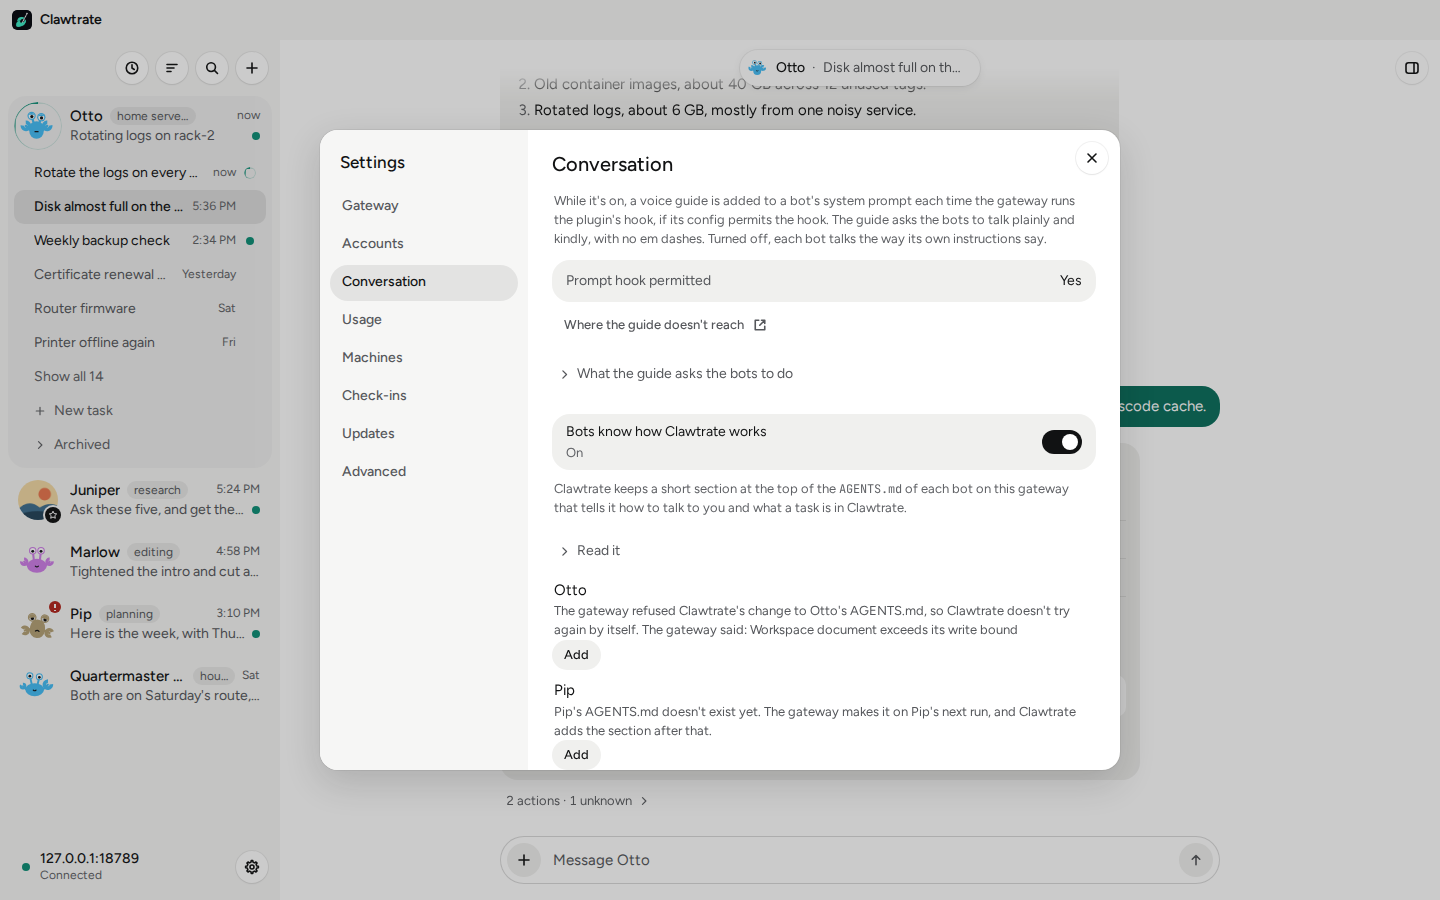 Clawtrate
Otto home serve... now
Rotating logs on rack-2
Rotate the logs on every ... now
Disk almost full on the ... 5:36 PM
Weekly backup check 2:34 PM
Certificate renewal ... Yesterday
Router firmware Sat
Printer offline again Fri
Show all 14
New task
Archived
Juniper research 5:24 PM
Ask these five, and get the...
Marlow editing 4:58 PM
Tightened the intro and cut a...
Pip planning 3:10 PM
Here is the week, with Thu...
Quartermaster ... hou... Sat
Both are on Saturday's route,...
127.0.0.1:18789
Connected
Otto · Disk almost full on th...
2. Old container images, about 40 GB across 12 unused tags.
3. Rotated logs, about 6 GB, mostly from one noisy service.
Settings
Gateway
Accounts
Conversation
Usage
Machines
Check-ins
Updates
Advanced
Conversation
While it's on, a voice guide is added to a bot's system prompt each time the gateway runs
the plugin's hook, if its config permits the hook. The guide asks the bots to talk plainly and
kindly, with no em dashes. Turned off, each bot talks the way its own instructions say.
Prompt hook permitted Yes
Where the guide doesn't reach
What the guide asks the bots to do
Bots know how Clawtrate works
On
Clawtrate keeps a short section at the top of the AGENTS.md of each bot on this gateway
that tells it how to talk to you and what a task is in Clawtrate.
Read it
Otto
The gateway refused Clawtrate's change to Otto's AGENTS.md, so Clawtrate doesn't try
again by itself. The gateway said: Workspace document exceeds its write bound
Add
Pip
Pip's AGENTS.md doesn't exist yet. The gateway makes it on Pip's next run, and Clawtrate
adds the section after that.
Add
scode cache.
2 actions · 1 unknown
Message Otto